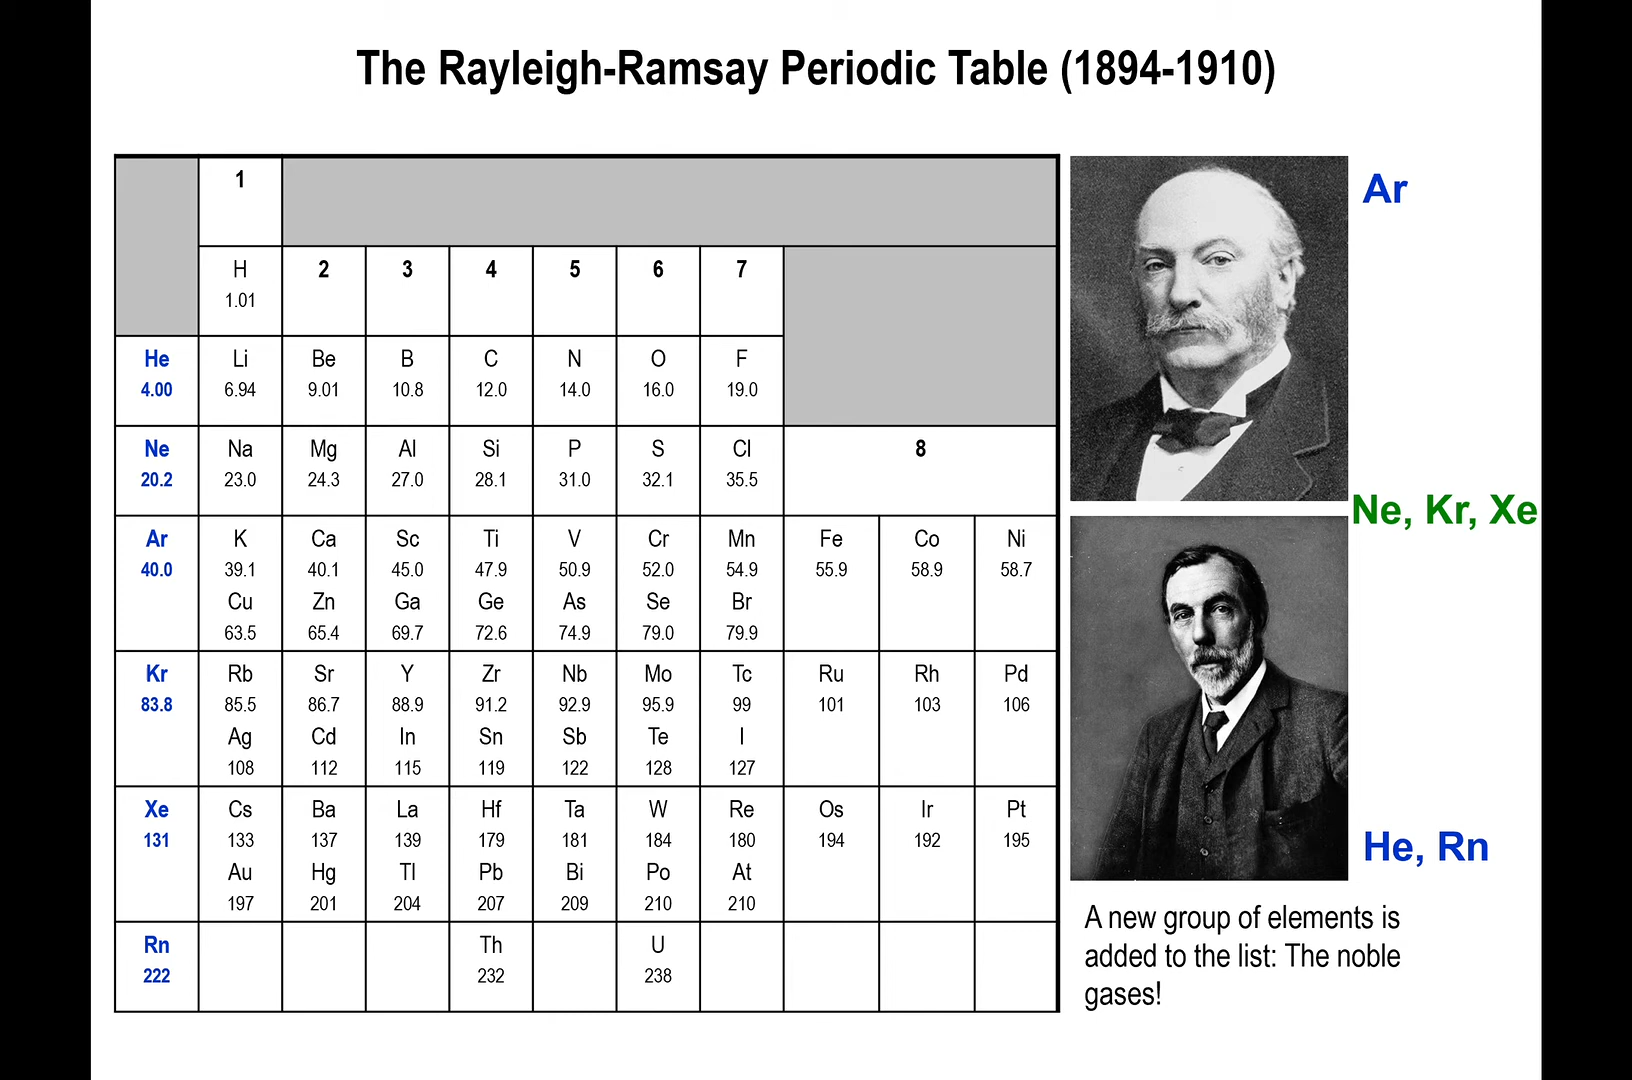 The Rayleigh-Ramsay Periodic Table (1894-1910)
1
H 2 3 4 5 6 7
1.01
He Li Be B C N O F
4.00 6.94 9.01 10.8 12.0 14.0 16.0 19.0
Ne Na Mg Al Si P S Cl 8
20.2 23.0 24.3 27.0 28.1 31.0 32.1 35.5
Ar K Ca Sc Ti V Cr Mn Fe Co Ni
40.0 39.1 40.1 45.0 47.9 50.9 52.0 54.9 55.9 58.9 58.7
Cu Zn Ga Ge As Se Br
63.5 65.4 69.7 72.6 74.9 79.0 79.9
Kr Rb Sr Y Zr Nb Mo Tc Ru Rh Pd
83.8 85.5 86.7 88.9 91.2 92.9 95.9 99 101 103 106
Ag Cd In Sn Sb Te I
108 112 115 119 122 128 127
Xe Cs Ba La Hf Ta W Re Os Ir Pt
131 133 137 139 179 181 184 180 194 192 195
Au Hg Tl Pb Bi Po At
197 201 204 207 209 210 210
Rn Th U
222 232 238
Ar
Ne, Kr, Xe
He, Rn
A new group of elements is
added to the list: The noble
gases!